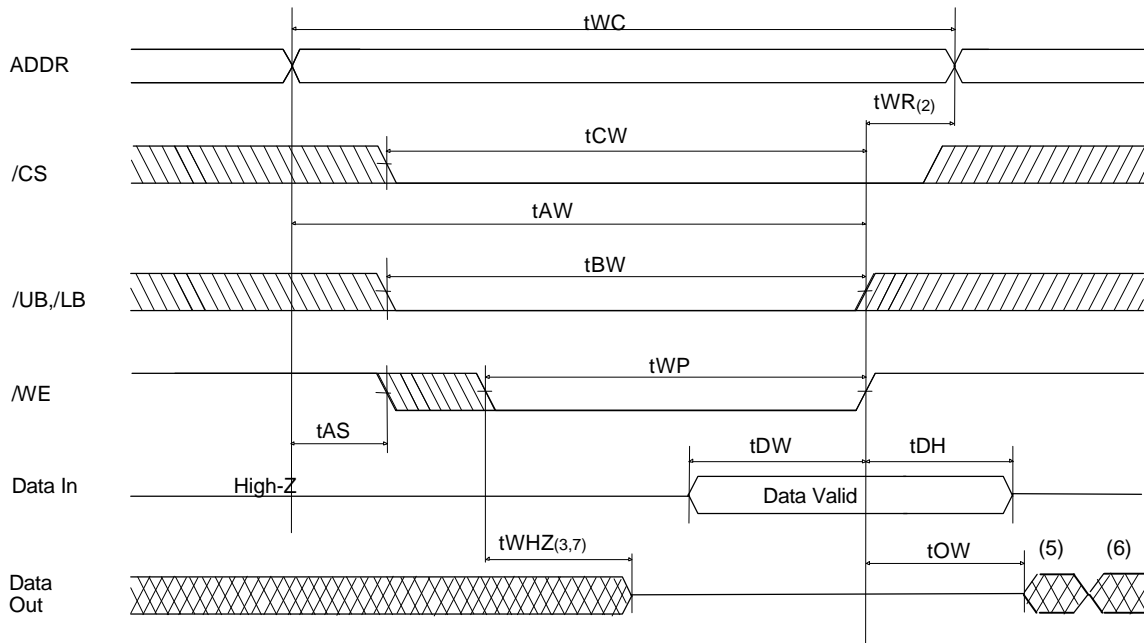 tWC
ADDR
tWR(2)
tCW
/CS
tAW
tBW
/UB,/LB
tWP
/WE
tAS
tDW
tDH
Data In
High-Z
Data Valid
tWHZ(3,7)
tOW
(5)
(6)
Data
Out